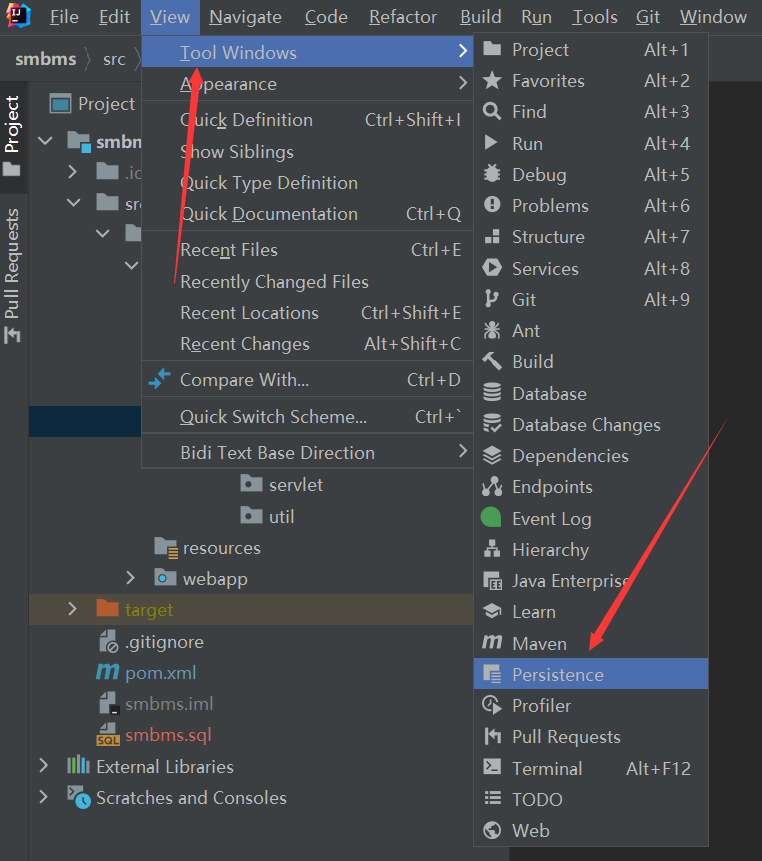 File Edit View Navigate Code Refactor Build Run Tools Git Window
smbms src
Project
Pull Requests
Project
smbm
.id
src
servlet
util
resources
webapp
target
.gitignore
pom.xml
smbms.iml
smbms.sql
External Libraries
Scratches and Consoles
Tool Windows
Appearance
Quick Definition Ctrl+Shift+I
Show Siblings
Quick Type Definition
Quick Documentation Ctrl+Q
Recent Files Ctrl+E
Recently Changed Files
Recent Locations Ctrl+Shift+E
Recent Changes Alt+Shift+C
Compare With... Ctrl+D
Quick Switch Scheme... Ctrl+`
Bidi Text Base Direction
Project Alt+1
Favorites Alt+2
Find Alt+3
Run Alt+4
Debug Alt+5
Problems Alt+6
Structure Alt+7
Services Alt+8
Git Alt+9
Ant
Build
Database
Database Changes
Dependencies
Endpoints
Event Log
Hierarchy
Java Enterprise
Learn
Maven
Persistence
Profiler
Pull Requests
Terminal Alt+F12
TODO
Web